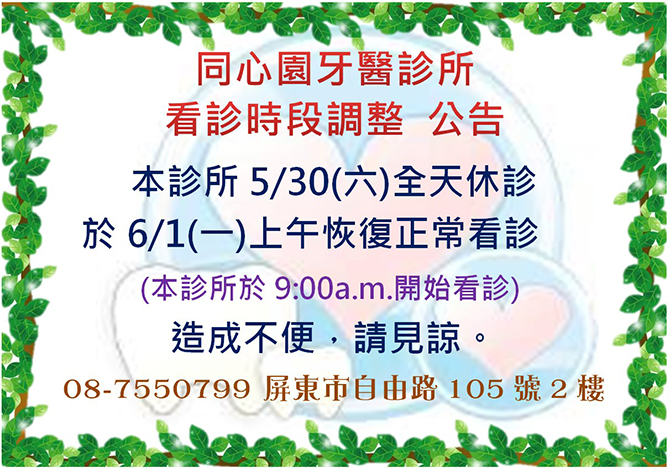 同心園牙醫診所
看診時段調整 公告
本診所 5/30(六)全天休診
於 6/1(一)上午恢復正常看診
(本診所於 9:00a.m.開始看診)
造成不便，請見諒。
08-7550799 屏東市自由路 105 號 2 樓